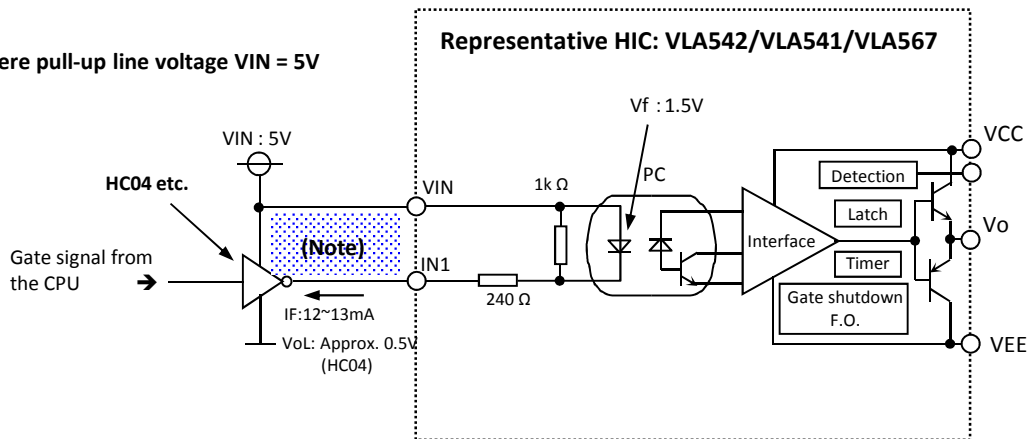 Representative HIC: VLA542/VLA541/VLA567
ere pull-up line voltage VIN = 5V
Vf : 1.5V
VIN : 5V
VCC
HC04 etc.
VIN
1k Ω
PC
Detection
Latch
Vo
(Note)
Interface
Gate signal from
the CPU ➔
IN1
Timer
240 Ω
IF:12~13mA
Gate shutdown
F.O.
VoL: Approx. 0.5V
(HC04)
VEE